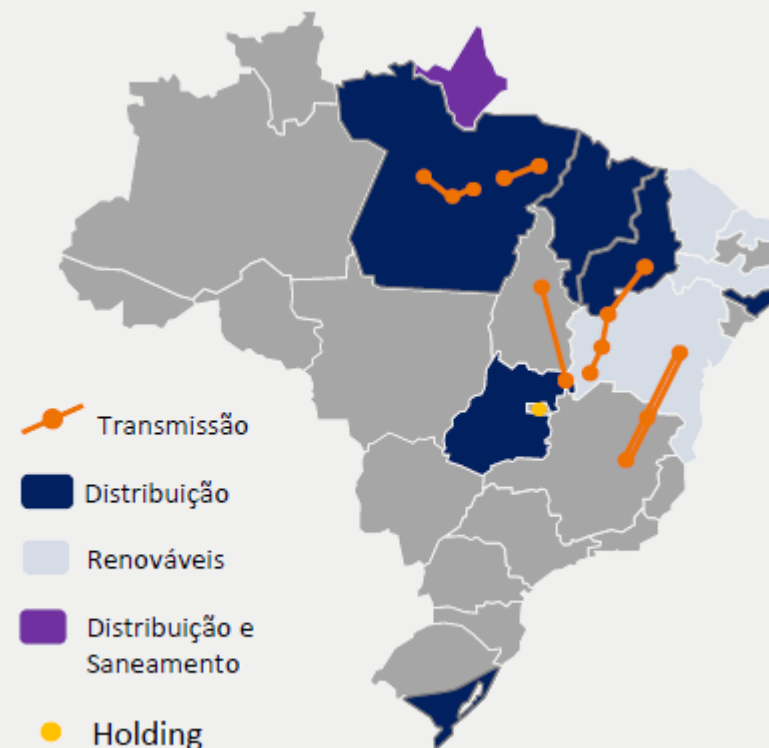 Transmissão
Distribuição
Renováveis
Distribuição e
Saneamento
Holding